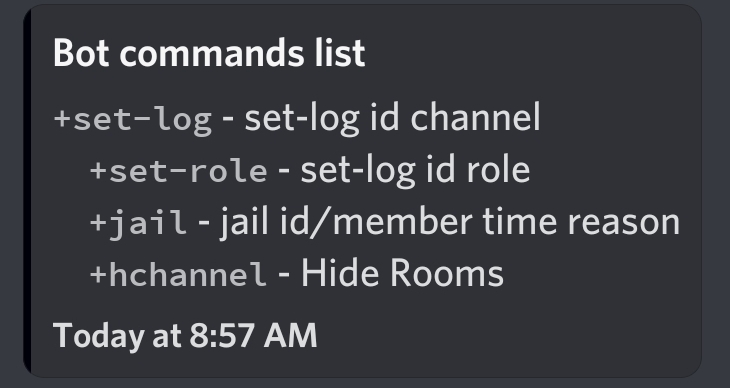 Bot commands list
+set-log - set-log id channel
+set-role - set-log id role
+jail - jail id/member time reason
+hchannel - Hide Rooms
Today at 8:57 AM